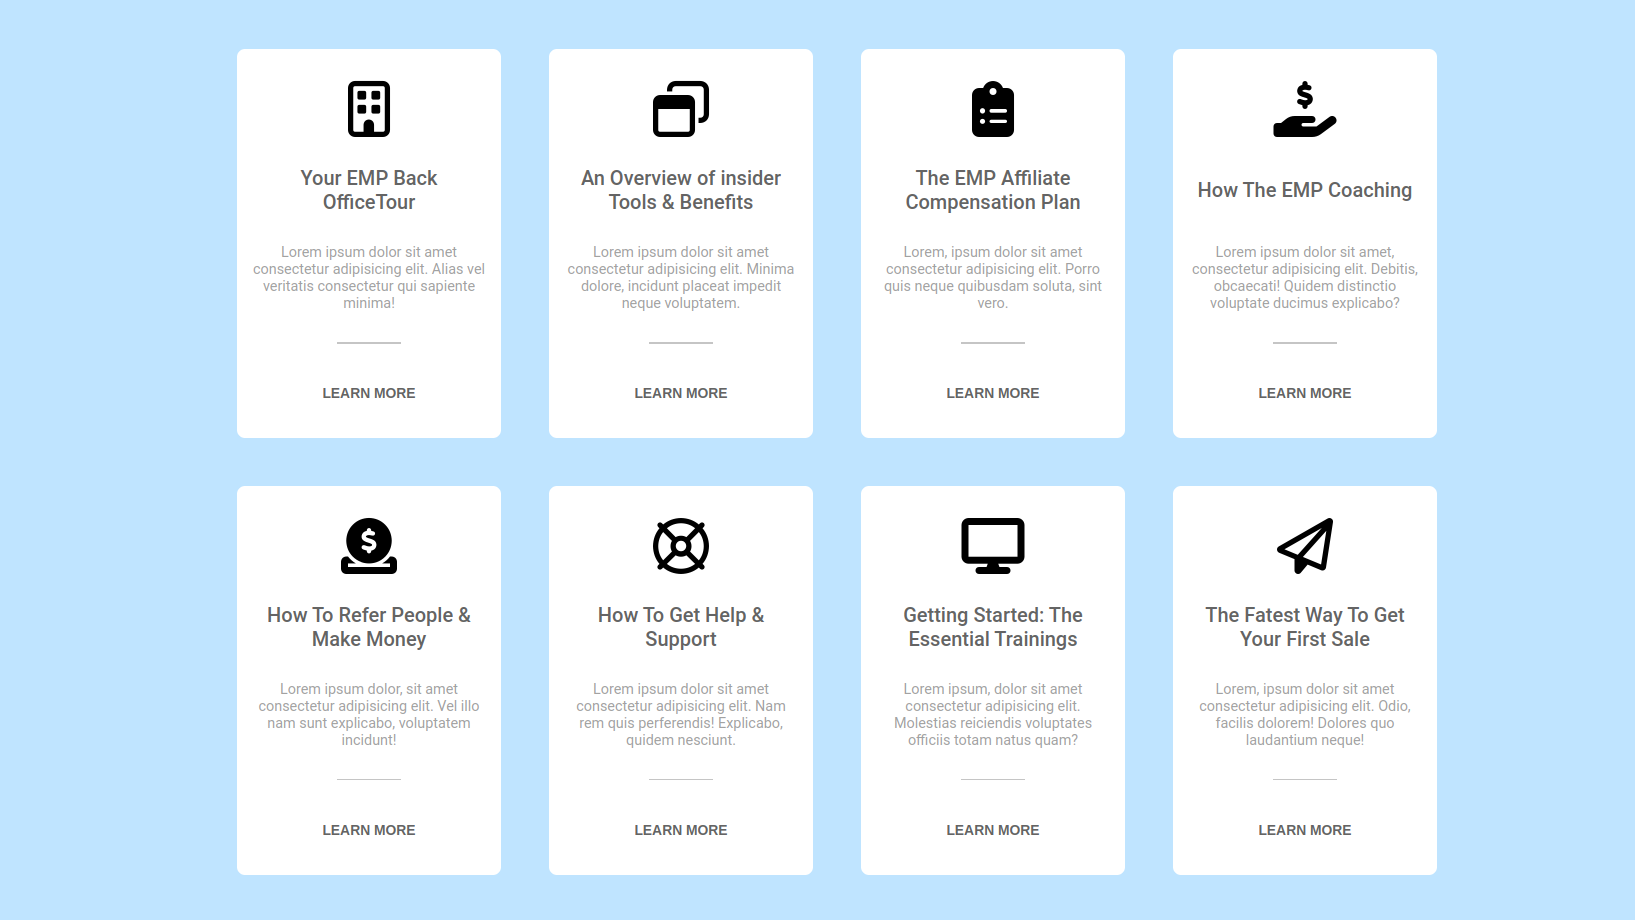 Your EMP Back
OfficeTour
Lorem ipsum dolor sit amet
consectetur adipisicing elit. Alias vel
veritatis consectetur qui sapiente
minima!
LEARN MORE
An Overview of insider
Tools & Benefits
Lorem ipsum dolor sit amet
consectetur adipisicing elit. Minima
dolore, incidunt placeat impedit
neque voluptatem.
LEARN MORE
The EMP Affiliate
Compensation Plan
Lorem, ipsum dolor sit amet
consectetur adipisicing elit. Porro
quis neque quibusdam soluta, sint
vero.
LEARN MORE
How The EMP Coaching
Lorem ipsum dolor sit amet,
consectetur adipisicing elit. Debitis,
obcaecati! Quidem distinctio
voluptate ducimus explicabo?
LEARN MORE
How To Refer People &
Make Money
Lorem ipsum dolor, sit amet
consectetur adipisicing elit. Vel illo
nam sunt explicabo, voluptatem
incidunt!
LEARN MORE
How To Get Help &
Support
Lorem ipsum dolor sit amet
consectetur adipisicing elit. Nam
rem quis perferendis! Explicabo,
quidem nesciunt.
LEARN MORE
Getting Started: The
Essential Trainings
Lorem ipsum, dolor sit amet
consectetur adipisicing elit.
Molestias reiciendis voluptates
officiis totam natus quam?
LEARN MORE
The Fatest Way To Get
Your First Sale
Lorem, ipsum dolor sit amet
consectetur adipisicing elit. Odio,
facilis dolorem! Dolores quo
laudantium neque!
LEARN MORE